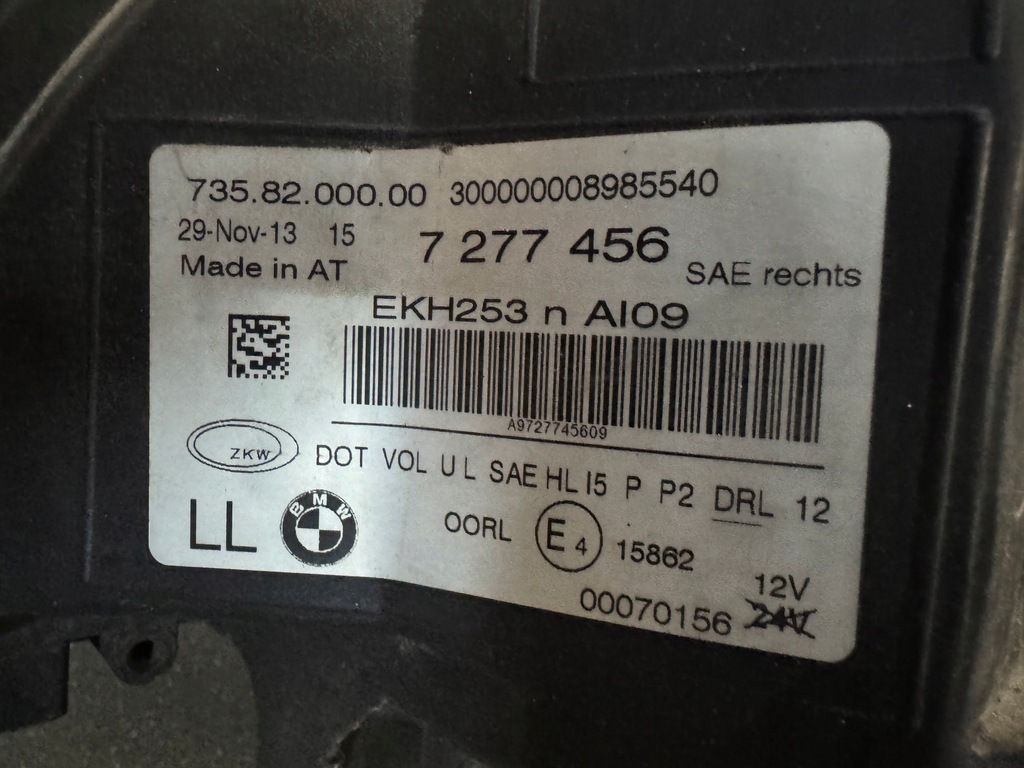 735.82.000.00 300000008985540
29-Nov-13 15 7 277 456
Made in AT SAE rechts
EKH253 n AI09
A9727745609
ZKW DOT VOL U L SAE HL I5 P P2 DRL 12
LL BMW OORL E4 15862
12V
00070156 24V